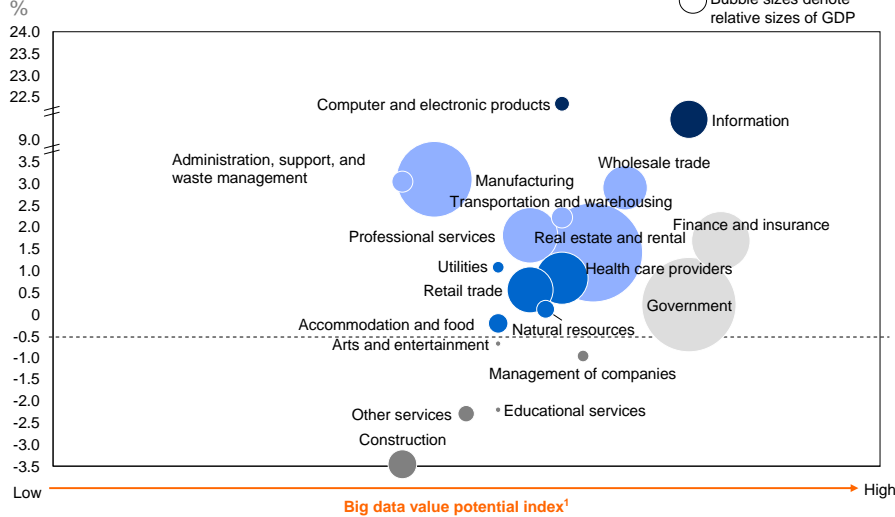 %
Bubble sizes denote
relative sizes of GDP
24.0
23.5
23.0
22.5
9.0
3.5
3.0
2.5
2.0
1.5
1.0
0.5
0
-0.5
-1.0
-1.5
-2.0
-2.5
-3.0
-3.5
Computer and electronic products
Information
Administration, support, and
waste management
Manufacturing
Wholesale trade
Transportation and warehousing
Professional services
Real estate and rental
Finance and insurance
Utilities
Health care providers
Retail trade
Government
Accommodation and food
Natural resources
Arts and entertainment
Management of companies
Other services
Educational services
Construction
Low
High
Big data value potential index¹